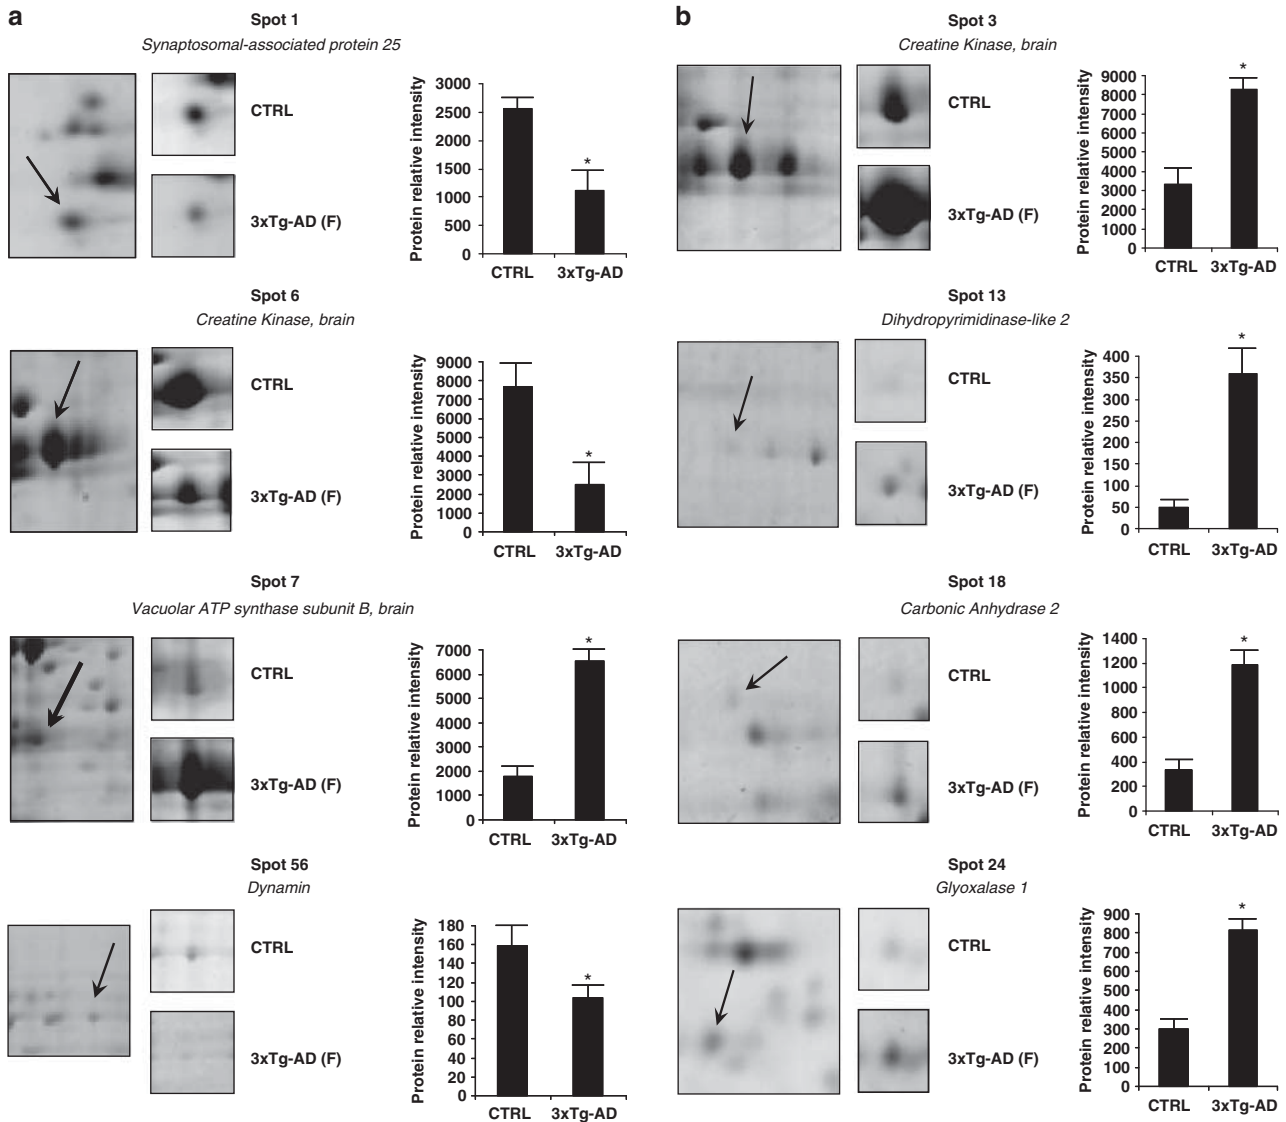 a
Spot 1
Synaptosomal-associated protein 25
CTRL
3xTg-AD (F)
Protein relative intensity
3000
2500
2000
1500
1000
500
0
*
CTRL 3xTg-AD
Spot 6
Creatine Kinase, brain
CTRL
3xTg-AD (F)
Protein relative intensity
9000
8000
7000
6000
5000
4000
3000
2000
1000
0
*
CTRL 3xTg-AD
Spot 7
Vacuolar ATP synthase subunit B, brain
CTRL
3xTg-AD (F)
Protein relative intensity
7000
6000
5000
4000
3000
2000
1000
0
*
CTRL 3xTg-AD
Spot 56
Dynamin
CTRL
3xTg-AD (F)
Protein relative intensity
180
160
140
120
100
80
60
40
20
0
*
CTRL 3xTg-AD
b
Spot 3
Creatine Kinase, brain
CTRL
3xTg-AD (F)
Protein relative intensity
9000
8000
7000
6000
5000
4000
3000
2000
1000
0
*
CTRL 3xTg-AD
Spot 13
Dihydropyrimidinase-like 2
CTRL
3xTg-AD (F)
Protein relative intensity
400
350
300
250
200
150
100
50
0
*
CTRL 3xTg-AD
Spot 18
Carbonic Anhydrase 2
CTRL
3xTg-AD (F)
Protein relative intensity
1400
1200
1000
800
600
400
200
0
*
CTRL 3xTg-AD
Spot 24
Glyoxalase 1
CTRL
3xTg-AD (F)
Protein relative intensity
900
800
700
600
500
400
300
200
100
0
*
CTRL 3xTg-AD